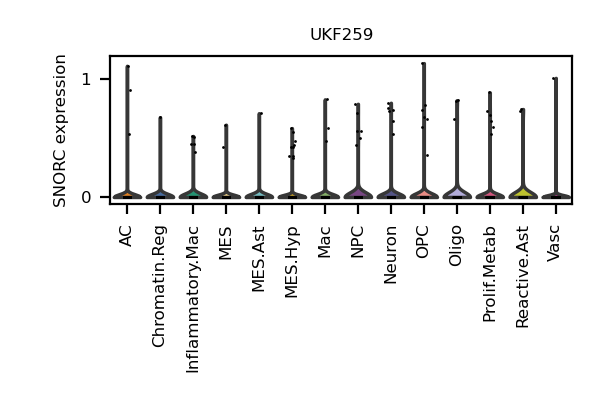 UKF259
SNORC expression
1
0
AC
Chromatin.Reg
Inflammatory.Mac
MES
MES.Ast
MES.Hyp
Mac
NPC
Neuron
OPC
Oligo
Prolif.Metab
Reactive.Ast
Vasc